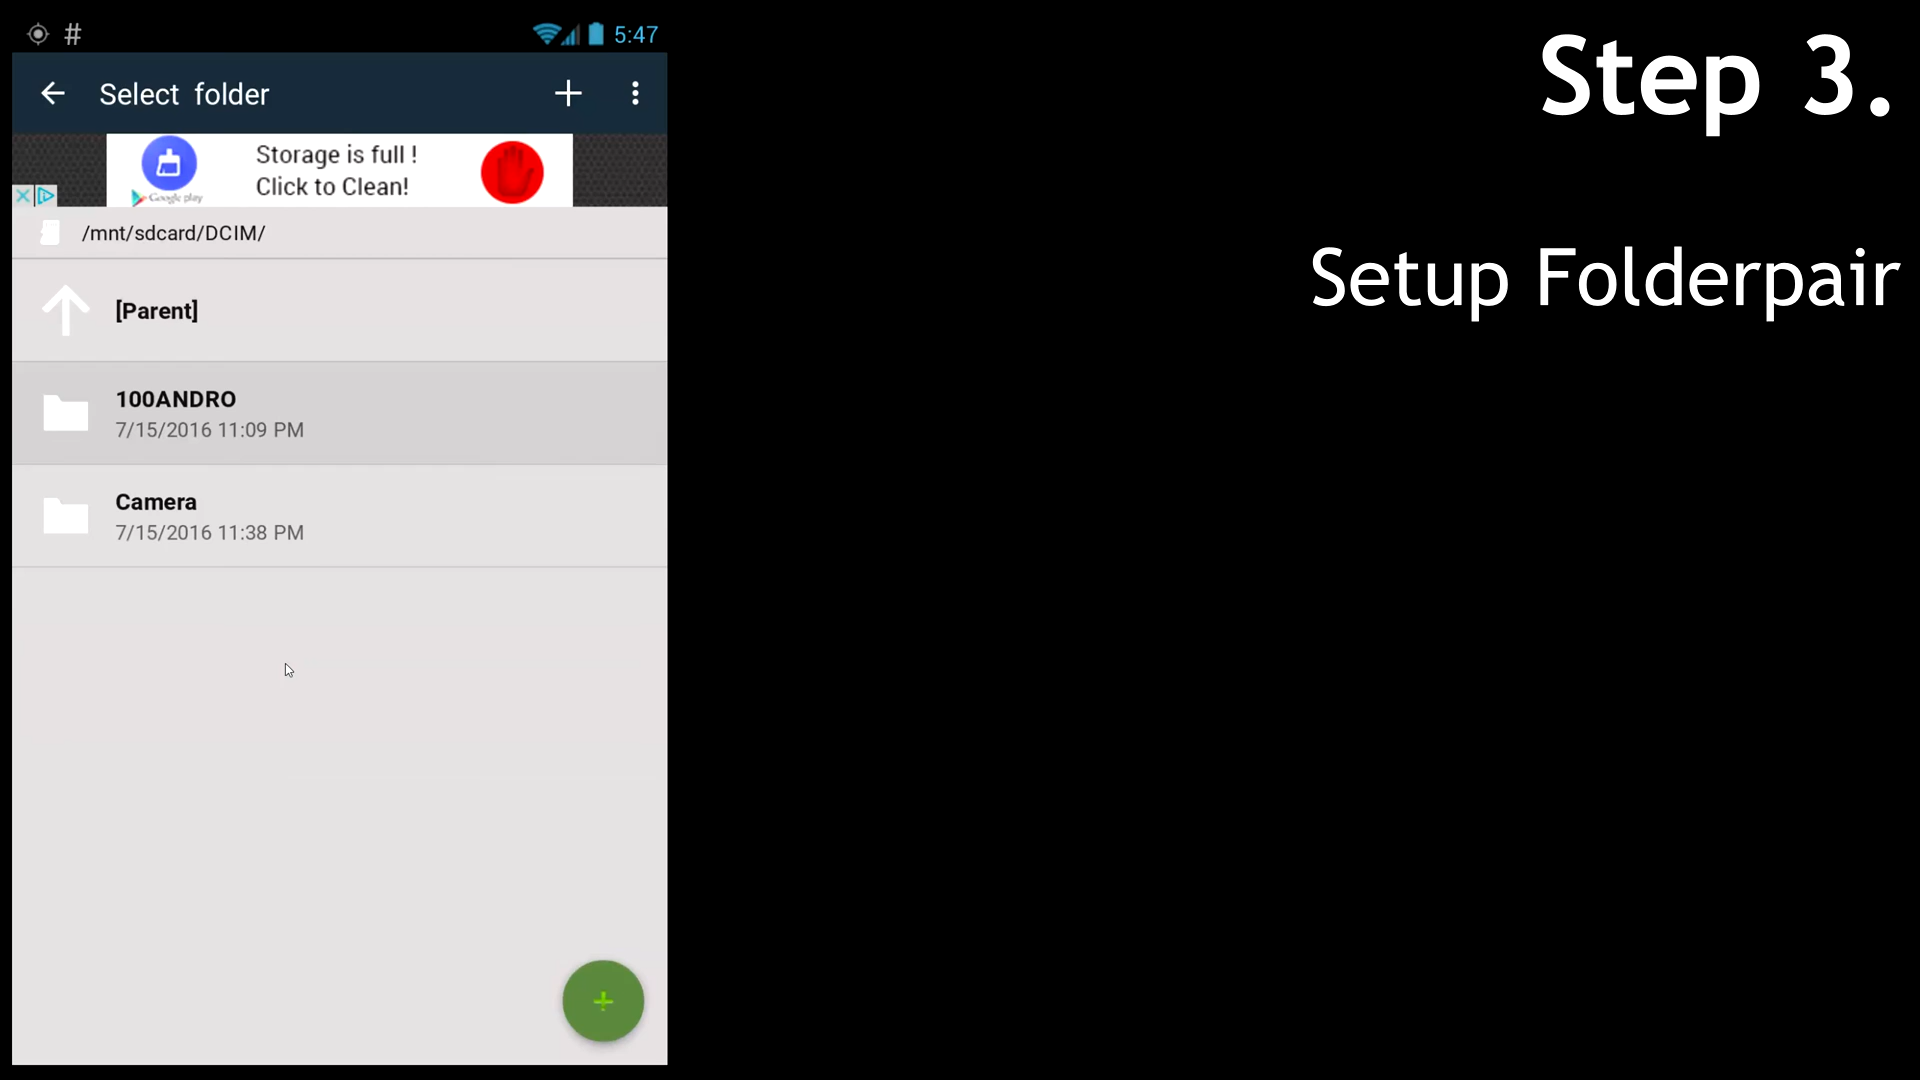 # 5:47
Select folder
Storage is full !
Click to Clean!
Google play
/mnt/sdcard/DCIM/
[Parent]
100ANDRO
7/15/2016 11:09 PM
Camera
7/15/2016 11:38 PM
Step 3.
Setup Folderpair